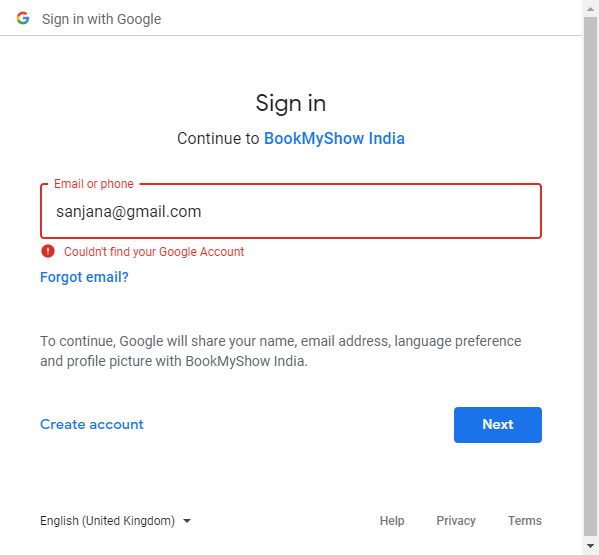 Sign in with Google
Sign in
Continue to BookMyShow India
Email or phone
sanjana@gmail.com
Couldn't find your Google Account
Forgot email?
To continue, Google will share your name, email address, language preference
and profile picture with BookMyShow India.
Create account
Next
English (United Kingdom)
Help Privacy Terms